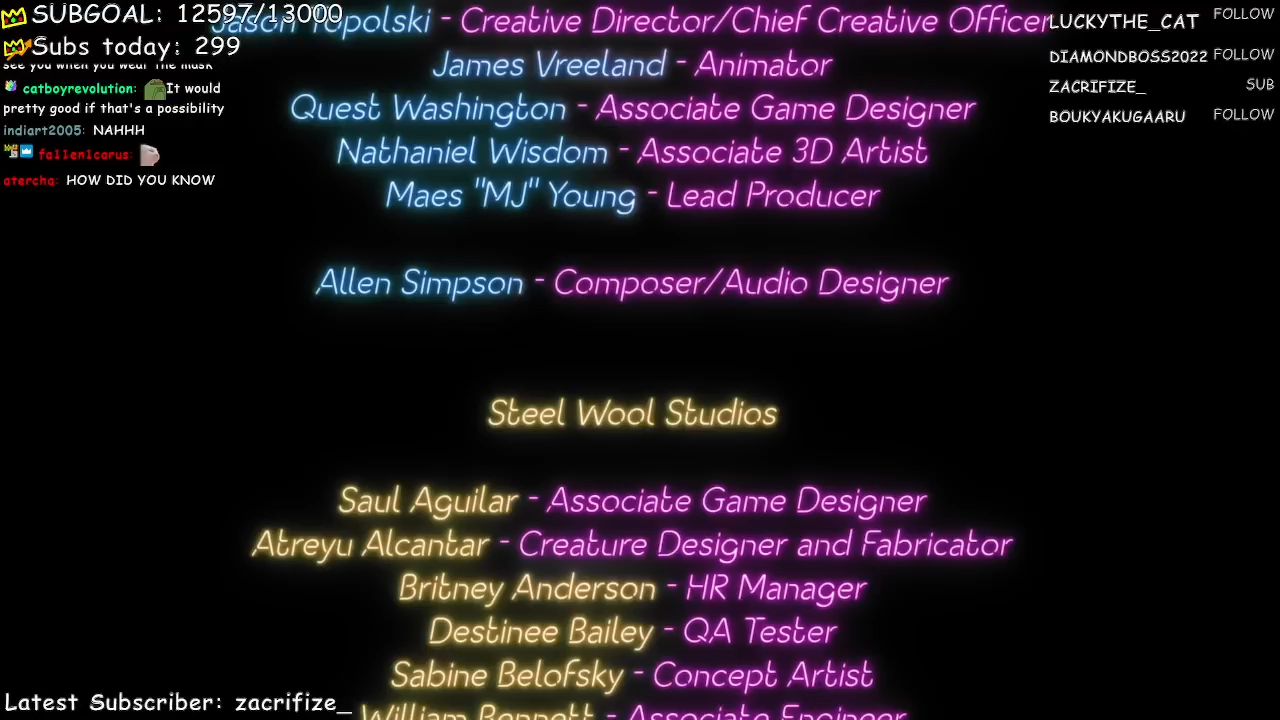 SUBGOAL: 12597/13000
Subs today: 299
see you when you wear the mask
catboyrevolution: It would
pretty good if that's a possibility
indiart2005: NAHHH
fallen1carus:
atercha: HOW DID YOU KNOW
Jason Topolski - Creative Director/Chief Creative Officer
James Vreeland - Animator
Quest Washington - Associate Game Designer
Nathaniel Wisdom - Associate 3D Artist
Maes "MJ" Young - Lead Producer
Allen Simpson - Composer/Audio Designer
Steel Wool Studios
Saul Aguilar - Associate Game Designer
Atreyu Alcantar - Creature Designer and Fabricator
Britney Anderson - HR Manager
Destinee Bailey - QA Tester
Sabine Belofsky - Concept Artist
William Bennett - Associate Engineer
LUCKYTHE_CAT FOLLOW
DIAMONDBOSS2022 FOLLOW
ZACRIFIZE_ SUB
BOUKYAKUGAARU FOLLOW
Latest Subscriber: zacrifize_